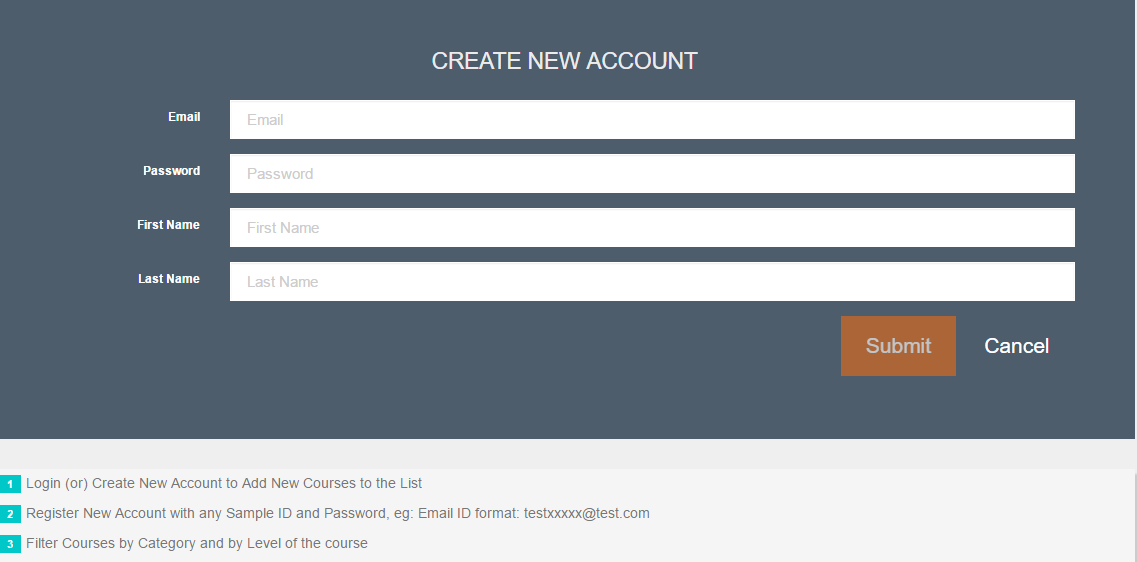 CREATE NEW ACCOUNT
Email Email
Password Password
First Name First Name
Last Name Last Name
Submit Cancel
1 Login (or) Create New Account to Add New Courses to the List
2 Register New Account with any Sample ID and Password, eg: Email ID format: testxxxxx@test.com
3 Filter Courses by Category and by Level of the course